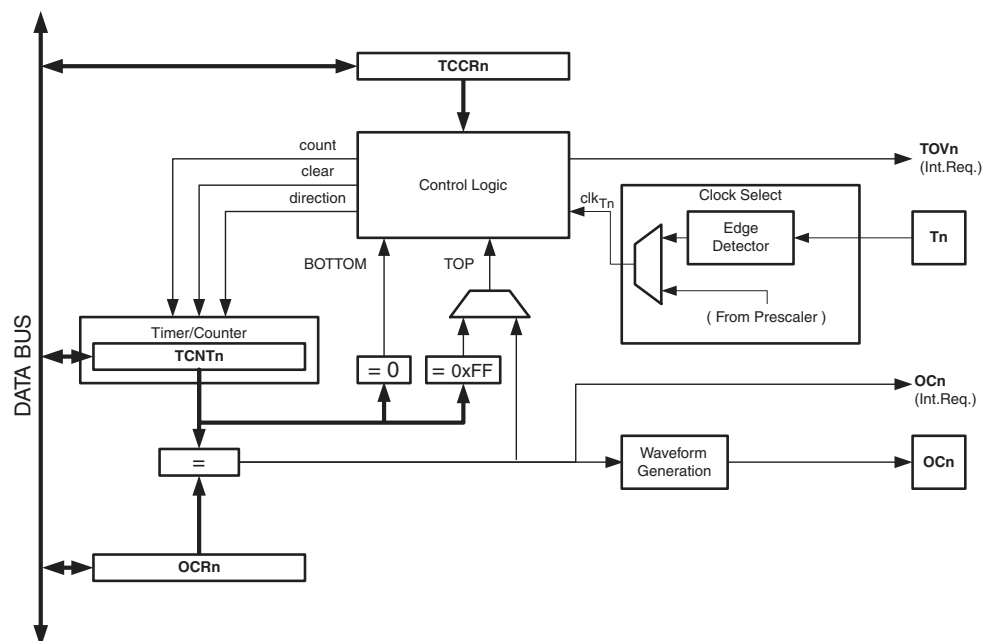 TCCRn
count
clear
direction
Control Logic
TOVn
(Int.Req.)
clkTn
Clock Select
Edge
Detector
Tn
( From Prescaler )
BOTTOM
TOP
Timer/Counter
TCNTn
= 0
= 0xFF
OCn
(Int.Req.)
=
Waveform
Generation
OCn
OCRn
DATA BUS